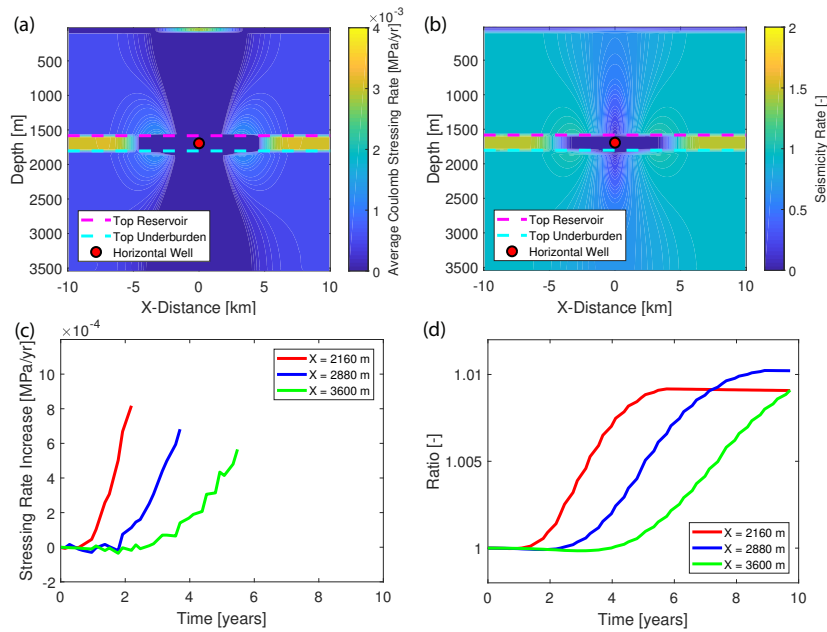 (a)
×10⁻³
0
500
1000
1500
2000
2500
3000
3500
Depth [m]
Top Reservoir
Top Underburden
Horizontal Well
-10
-5
0
5
10
X-Distance [km]
4
3
2
1
0
Average Coulomb Stressing Rate [MPa/yr]
(b)
0
500
1000
1500
2000
2500
3000
3500
Depth [m]
Top Reservoir
Top Underburden
Horizontal Well
-10
-5
0
5
10
X-Distance [km]
2
1.5
1
0.5
0
Seismicity Rate [-]
(c)
×10⁻⁴
10
8
6
4
2
0
-2
Stressing Rate Increase [MPa/yr]
X = 2160 m
X = 2880 m
X = 3600 m
0
2
4
6
8
10
Time [years]
(d)
1.01
1.005
1
Ratio [-]
X = 2160 m
X = 2880 m
X = 3600 m
0
2
4
6
8
10
Time [years]